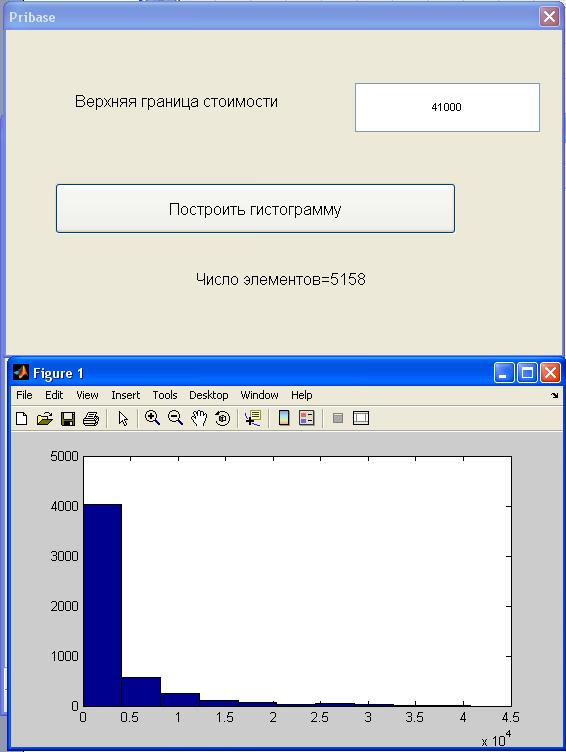 Pribase
Верхняя граница стоимости
41000
Построить гистограмму
Число элементов=5158
Figure 1
File Edit View Insert Tools Desktop Window Help
5000
4000
3000
2000
1000
0
0 0.5 1 1.5 2 2.5 3 3.5 4 4.5
x 10^4